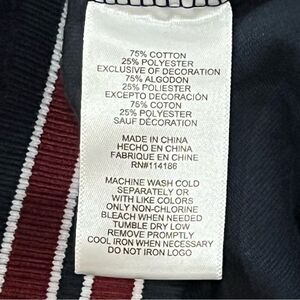 75% COTTON
25% POLYESTER
EXCLUSIVE OF DECORATION
75% ALGODON
25% POLIESTER
EXCEPTO DECORACIÓN
75% COTON
25% POLYESTER
SAUF DÉCORATION
MADE IN CHINA
HECHO EN CHINA
FABRIQUE EN CHINE
RN#114186
MACHINE WASH COLD
SEPARATELY OR
WITH LIKE COLORS
ONLY NON-CHLORINE
BLEACH WHEN NEEDED
TUMBLE DRY LOW
REMOVE PROMPTLY
COOL IRON WHEN NECESSARY
DO NOT IRON LOGO